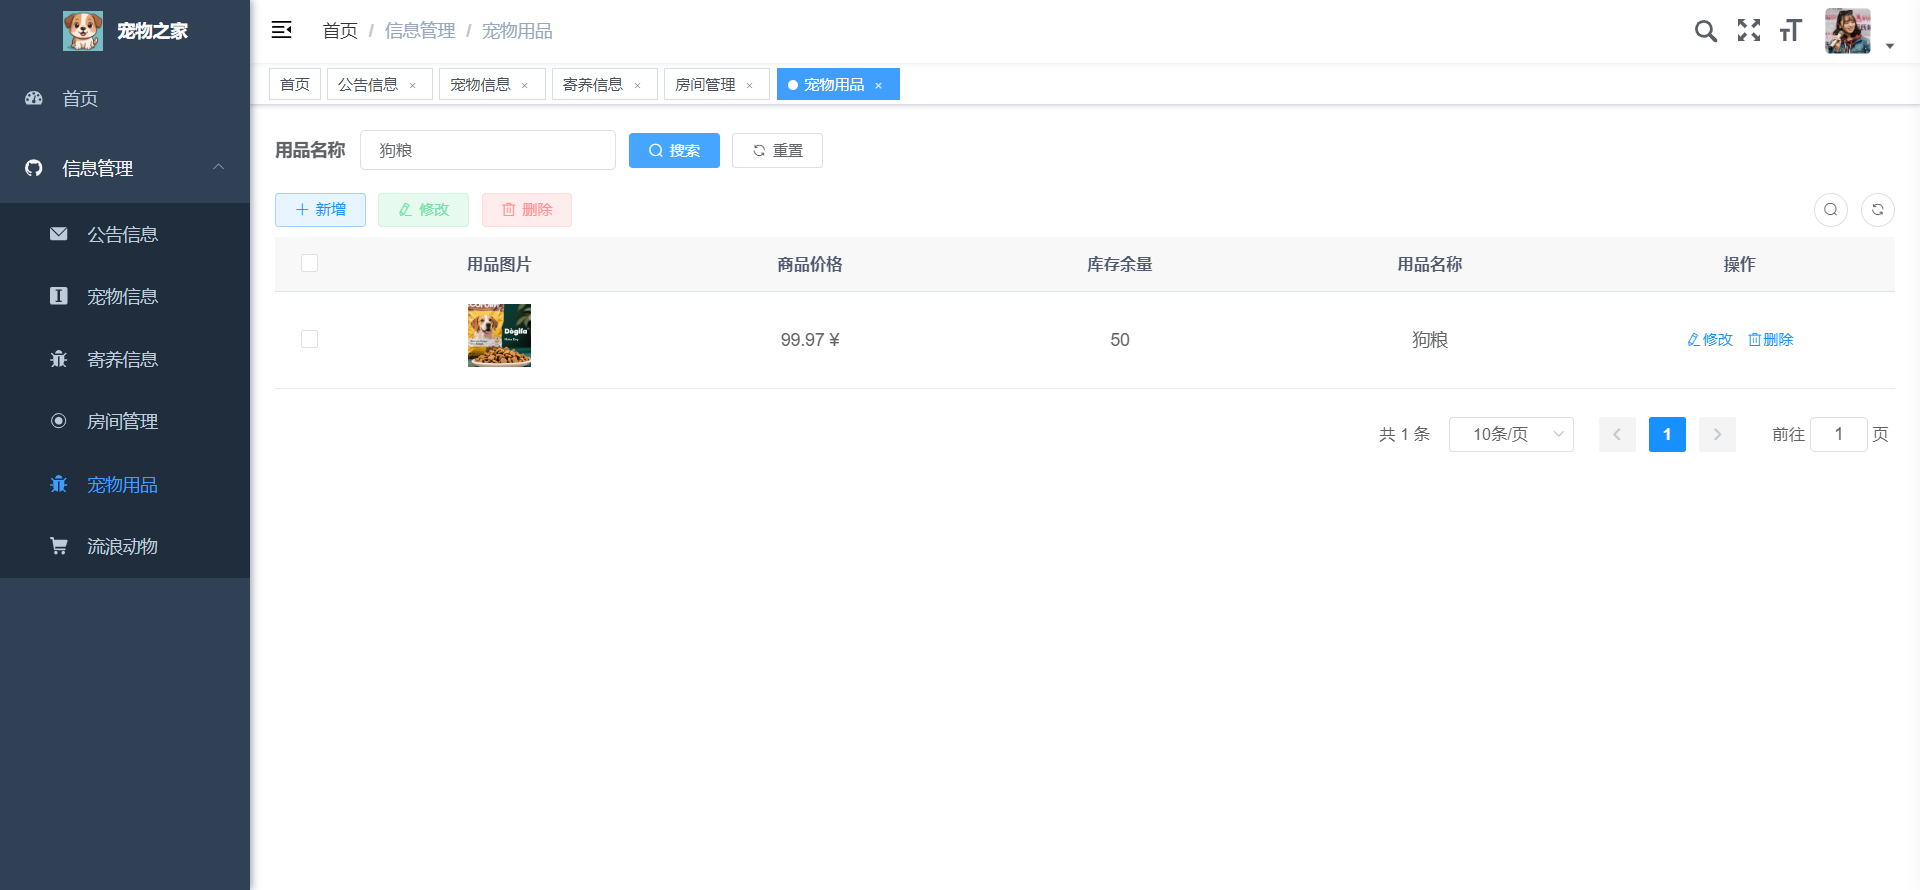 宠物之家
首页
信息管理
公告信息
宠物信息
寄养信息
房间管理
宠物用品
流浪动物
首页 / 信息管理 / 宠物用品
首页 公告信息 × 宠物信息 × 寄养信息 × 房间管理 × 宠物用品 ×
用品名称 狗粮 搜索 重置
新增 修改 删除
用品图片 商品价格 库存余量 用品名称 操作
Dogifa
99.97 ¥ 50 狗粮 修改 删除
共 1 条 10条/页 1 前往 1 页